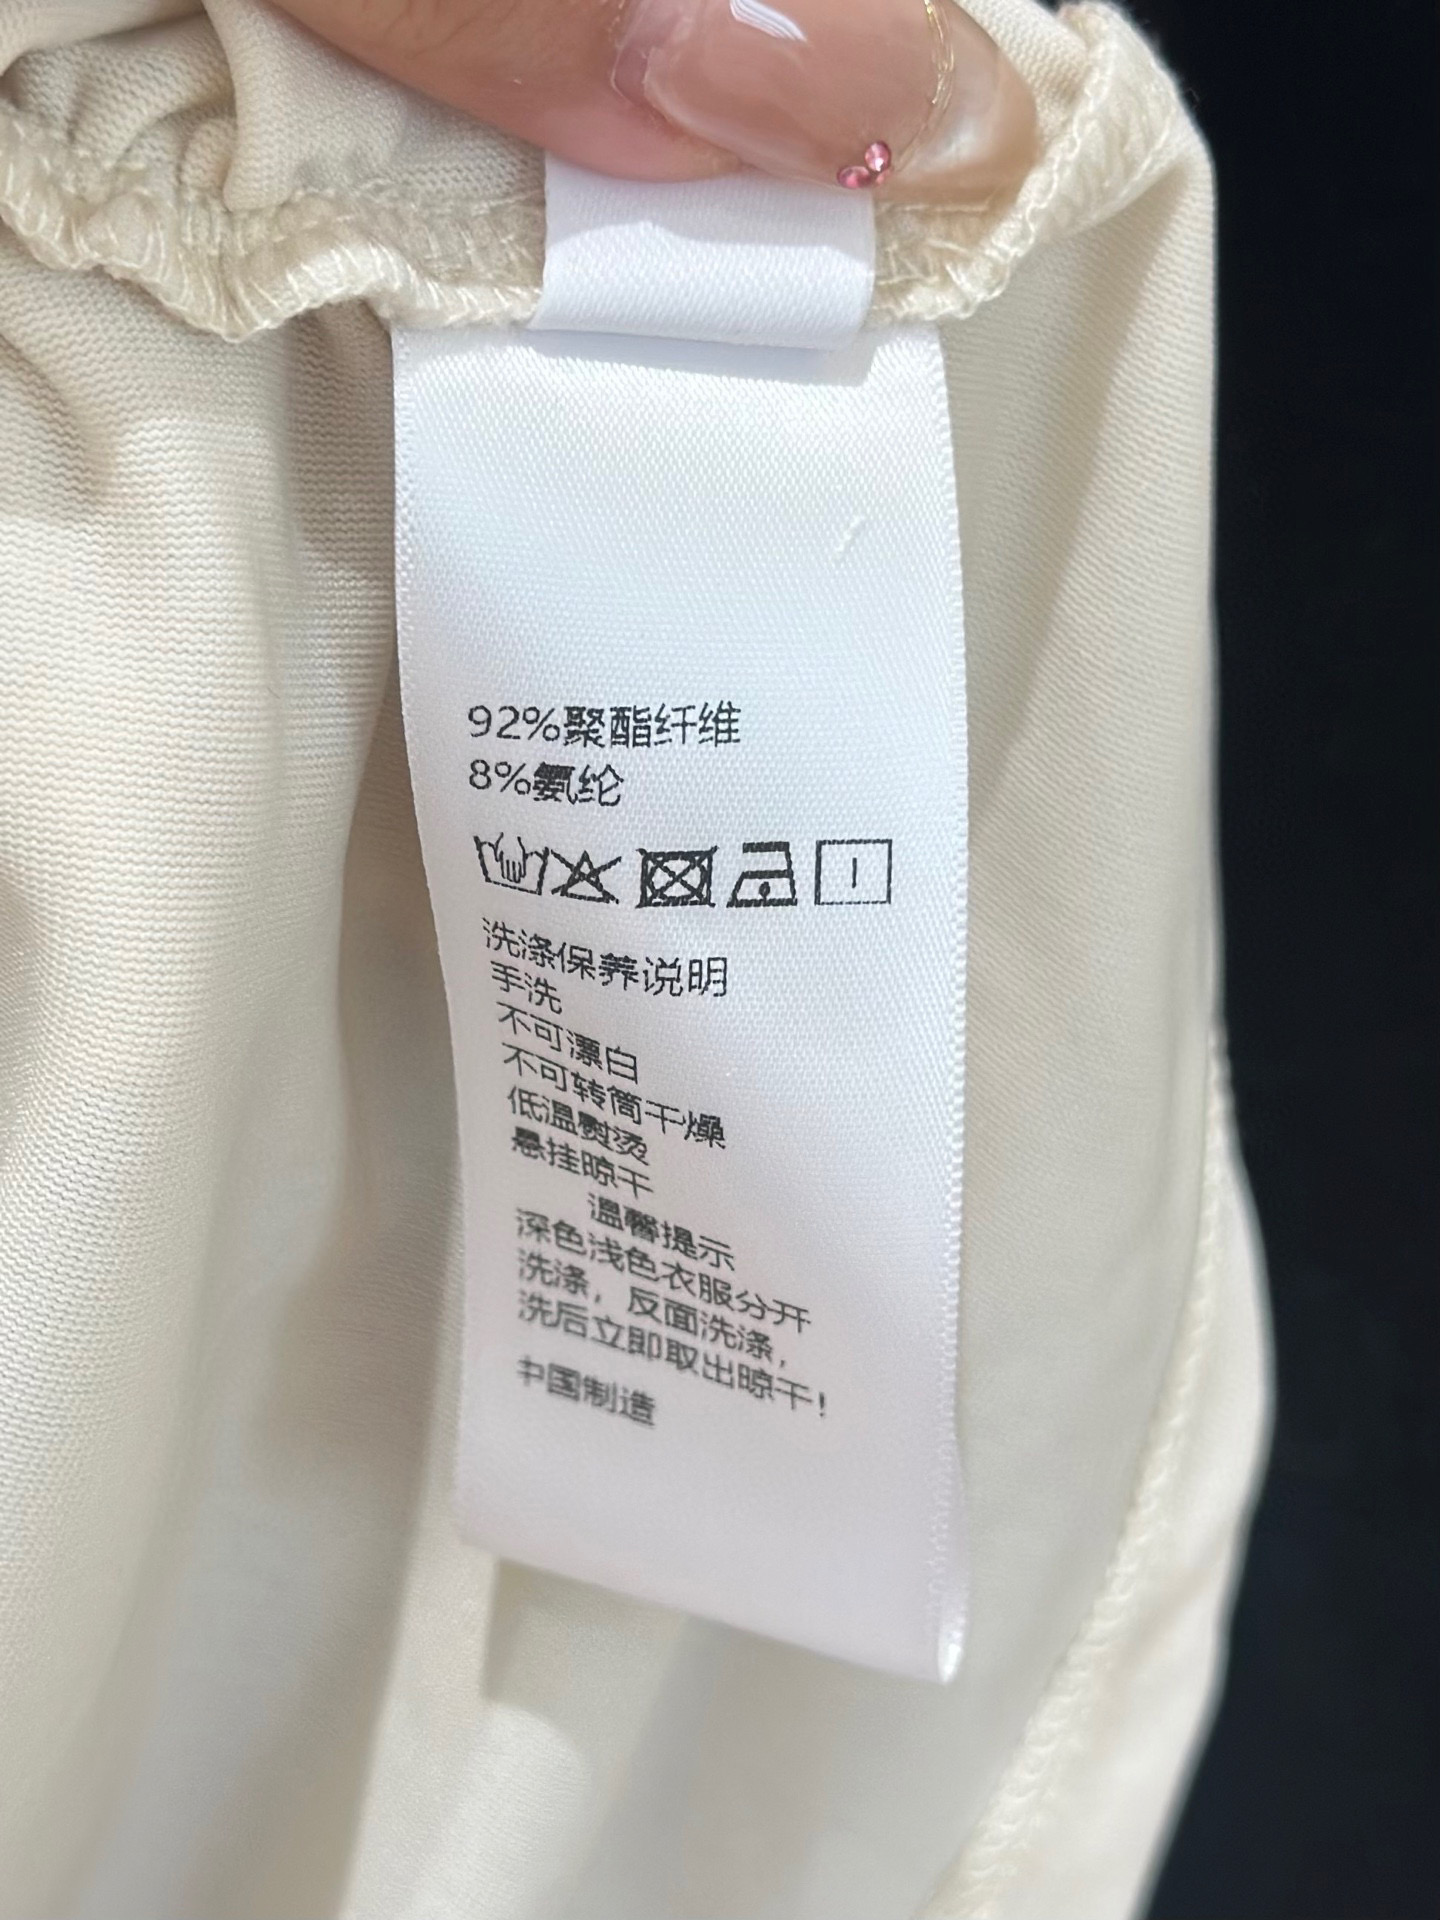 92%聚酯纤维
8%氨纶
洗涤保养说明
手洗
不可漂白
不可转筒干燥
低温熨烫
悬挂晾干
温馨提示
深色浅色衣服分开
洗涤，反面洗涤，
洗后立即取出晾干！
中国制造